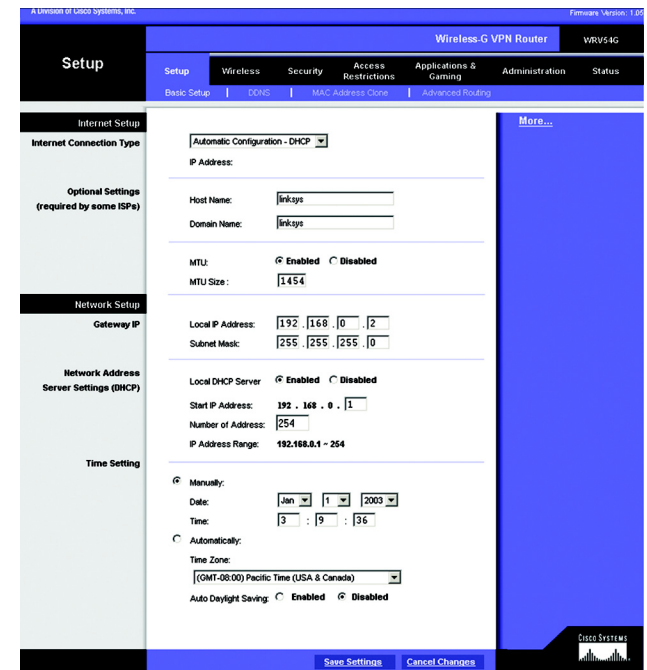 A Division of Cisco Systems, Inc.
Firmware Version: 1.05
Wireless-G VPN Router
WRV54G
Setup
Setup
Wireless
Security
Access Restrictions
Applications & Gaming
Administration
Status
Basic Setup | DDNS | MAC Address Clone | Advanced Routing
Internet Setup
More...
Internet Connection Type
Automatic Configuration - DHCP
IP Address:
Optional Settings
(required by some ISPs)
Host Name: linksys
Domain Name: linksys
MTU: Enabled Disabled
MTU Size : 1454
Network Setup
Gateway IP
Local IP Address: 192 . 168 . 0 . 2
Subnet Mask: 255 . 255 . 255 . 0
Network Address
Server Settings (DHCP)
Local DHCP Server Enabled Disabled
Start IP Address: 192 . 168 . 0 . 1
Number of Address: 254
IP Address Range: 192.168.0.1 ~ 254
Time Setting
Manually:
Date: Jan 1 2003
Time: 3 : 9 : 36
Automatically:
Time Zone:
(GMT-08:00) Pacific Time (USA & Canada)
Auto Daylight Saving: Enabled Disabled
Cisco Systems
Save Settings
Cancel Changes